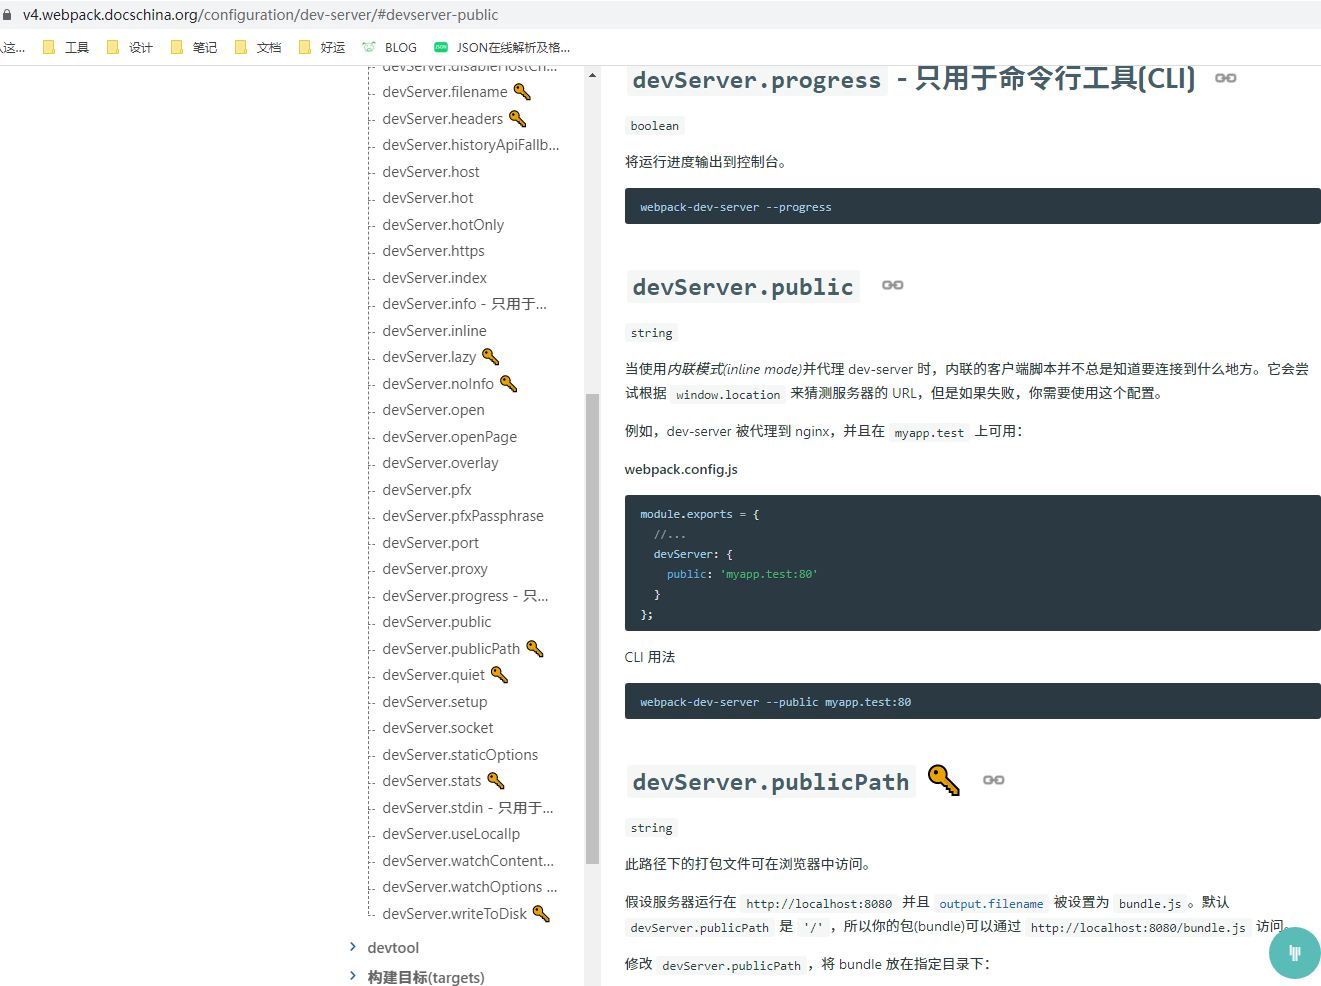 v4.webpack.docschina.org/configuration/dev-server/#devserver-public
么这... 工具 设计 笔记 文档 好运 BLOG JSON在线解析及格...
devServer.disableHostCh...
devServer.filename
devServer.headers
devServer.historyApiFallb...
devServer.host
devServer.hot
devServer.hotOnly
devServer.https
devServer.index
devServer.info - 只用于...
devServer.inline
devServer.lazy
devServer.noInfo
devServer.open
devServer.openPage
devServer.overlay
devServer.pfx
devServer.pfxPassphrase
devServer.port
devServer.proxy
devServer.progress - 只...
devServer.public
devServer.publicPath
devServer.quiet
devServer.setup
devServer.socket
devServer.staticOptions
devServer.stats
devServer.stdin - 只用于...
devServer.useLocalIp
devServer.watchContent...
devServer.watchOptions ...
devServer.writeToDisk
devtool
构建目标(targets)
devServer.progress - 只用于命令行工具(CLI)
boolean
将运行进度输出到控制台。
webpack-dev-server --progress
devServer.public
string
当使用内联模式(inline mode)并代理 dev-server 时，内联的客户端脚本并不总是知道要连接到什么地方。它会尝
试根据 window.location 来猜测服务器的 URL，但是如果失败，你需要使用这个配置。
例如，dev-server 被代理到 nginx，并且在 myapp.test 上可用：
webpack.config.js
module.exports = {
//...
devServer: {
public: 'myapp.test:80'
}
};
CLI 用法
webpack-dev-server --public myapp.test:80
devServer.publicPath
string
此路径下的打包文件可在浏览器中访问。
假设服务器运行在 http://localhost:8080 并且 output.filename 被设置为 bundle.js 。默认
devServer.publicPath 是 '/' ，所以你的包(bundle)可以通过 http://localhost:8080/bundle.js 访问。
修改 devServer.publicPath ，将 bundle 放在指定目录下：